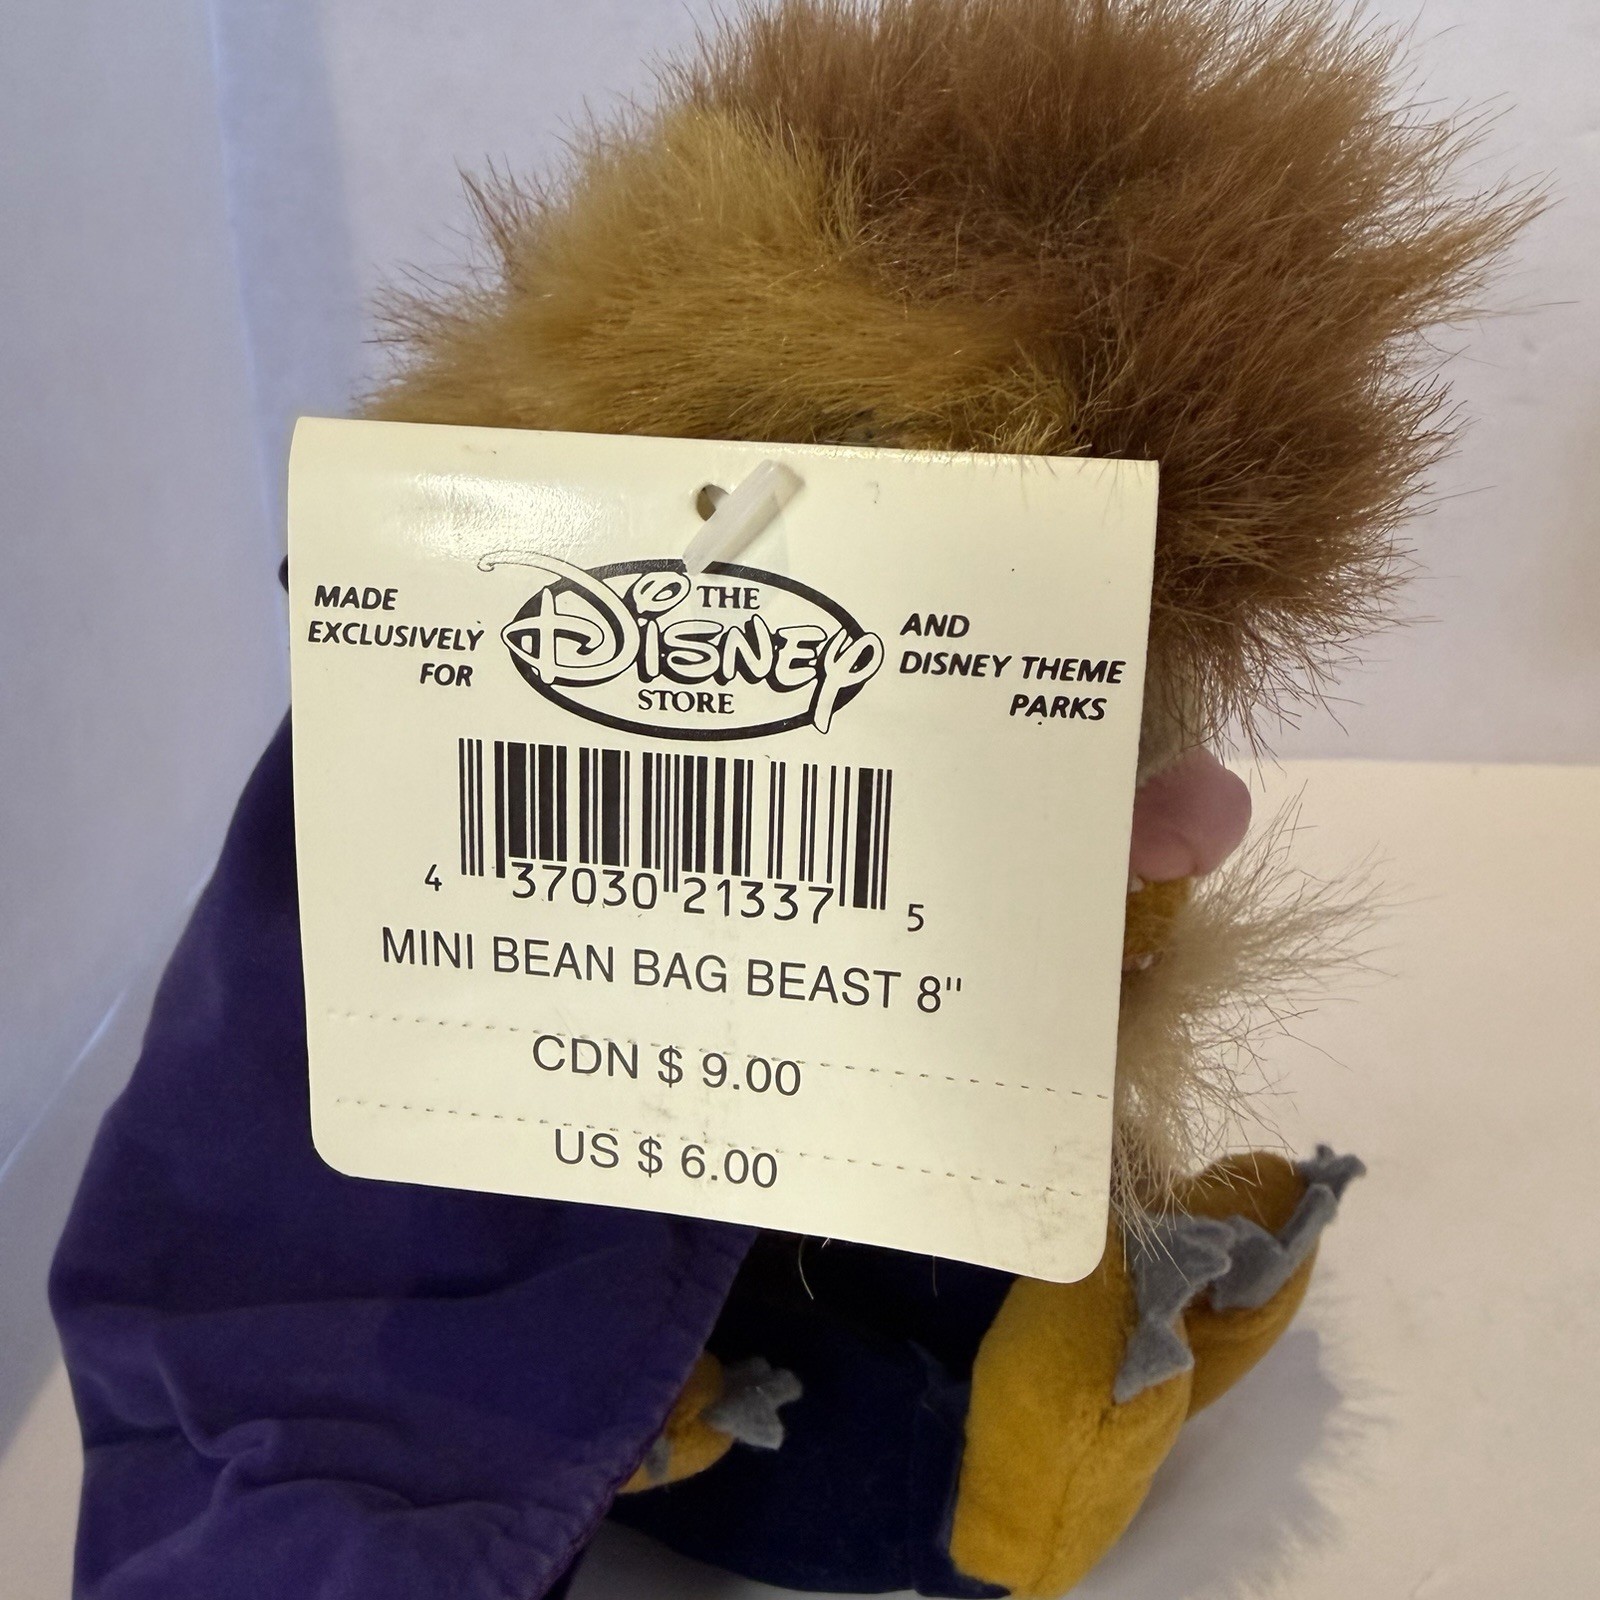 MADE
EXCLUSIVELY
FOR
THE
DISNEY
STORE
AND
DISNEY THEME
PARKS
4 37030 21337 5
MINI BEAN BAG BEAST 8"
CDN $ 9.00
US $ 6.00